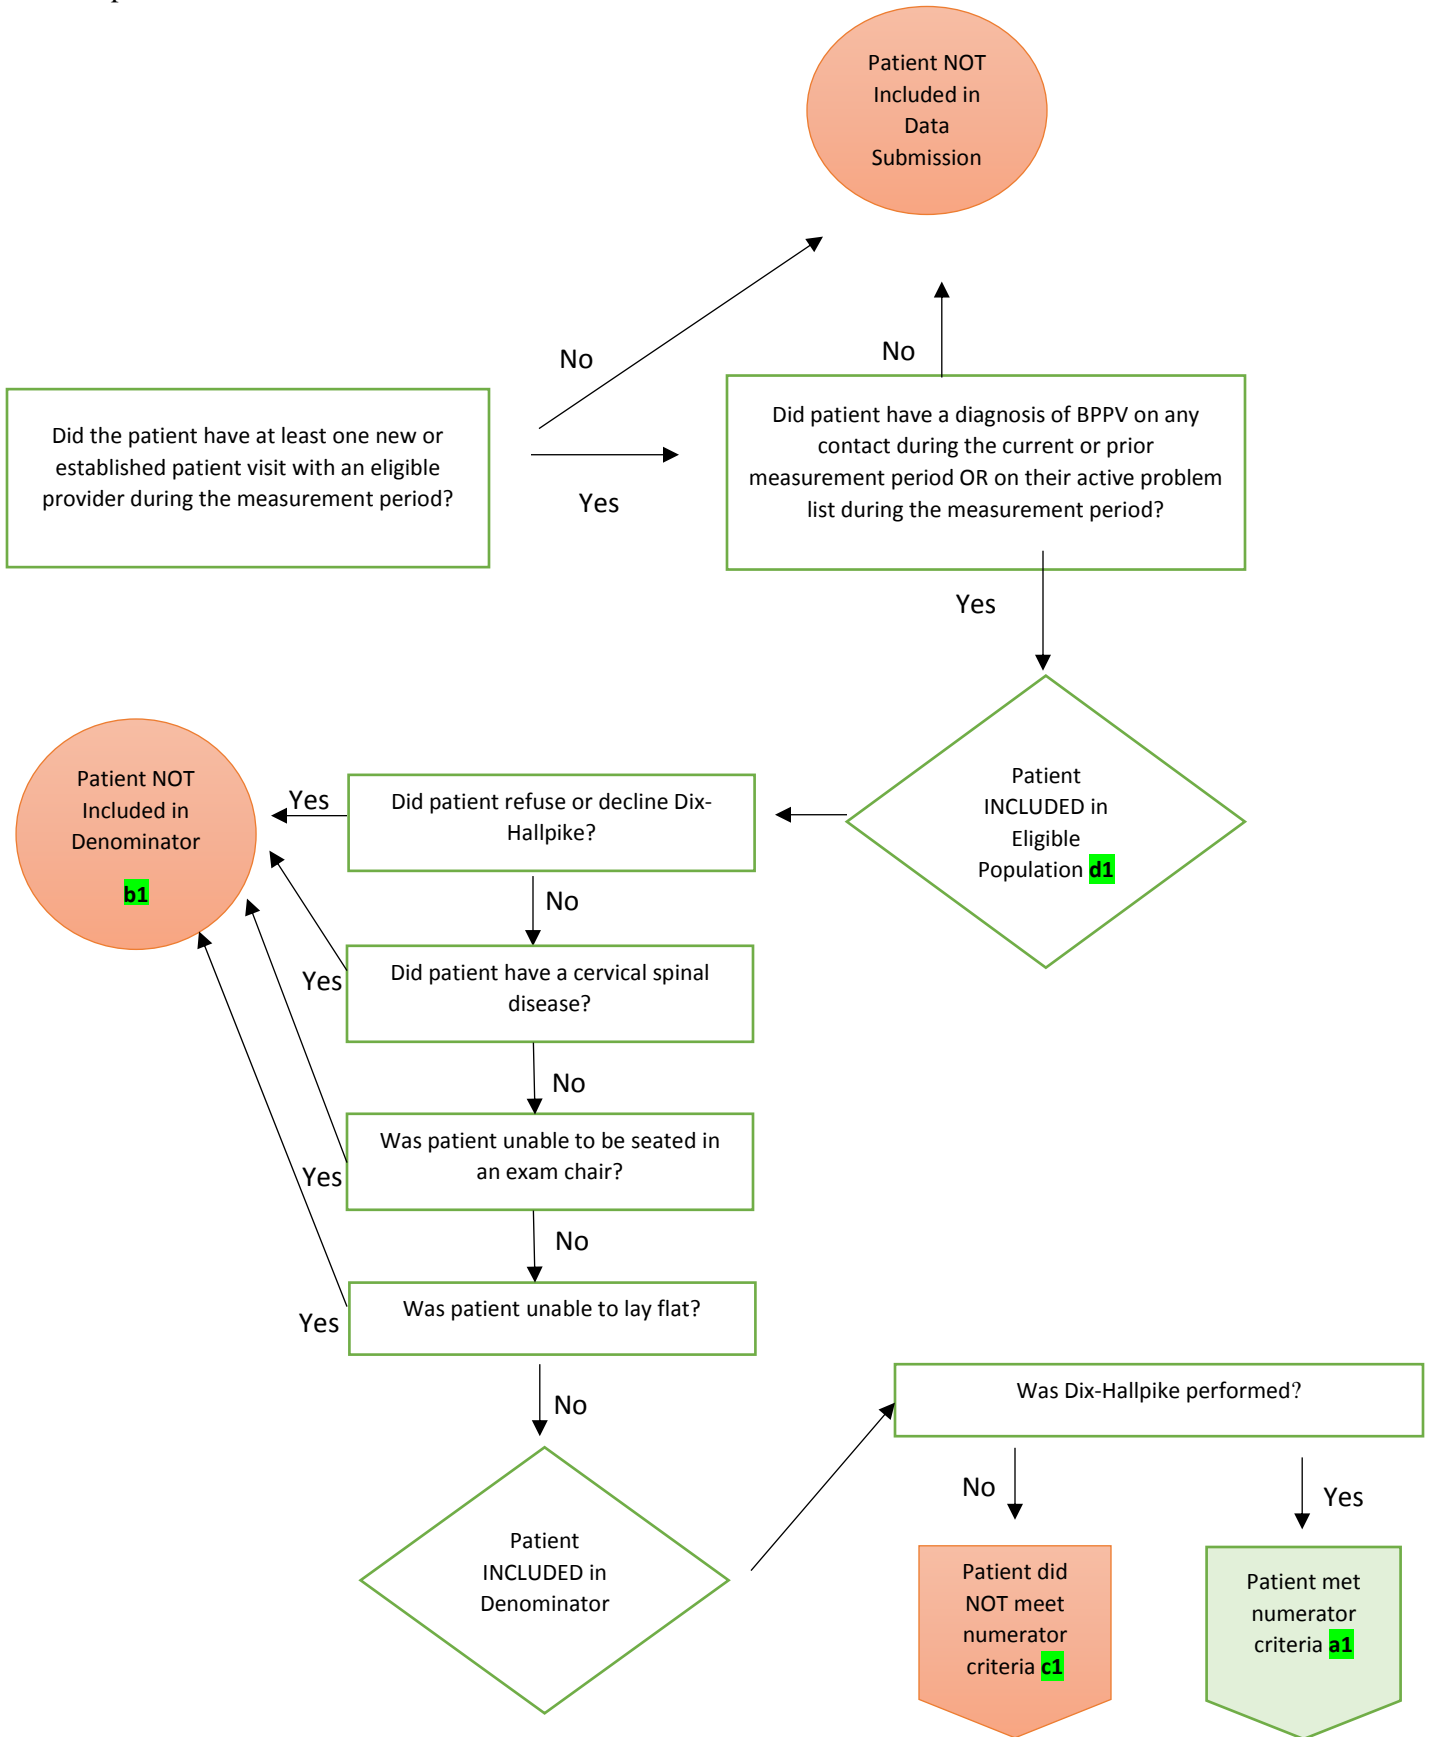 Patient NOT
Included in
Data
Submission
No
No
Did the patient have at least one new or
established patient visit with an eligible
provider during the measurement period?
Yes
Did patient have a diagnosis of BPPV on any
contact during the current or prior
measurement period OR on their active problem
list during the measurement period?
Yes
Patient
INCLUDED in
Eligible
Population d1
Patient NOT
Included in
Denominator
b1
Yes
Did patient refuse or decline Dix-
Hallpike?
No
Yes
Did patient have a cervical spinal
disease?
No
Yes
Was patient unable to be seated in
an exam chair?
No
Yes
Was patient unable to lay flat?
No
Patient
INCLUDED in
Denominator
Was Dix-Hallpike performed?
No
Yes
Patient did
NOT meet
numerator
criteria c1
Patient met
numerator
criteria a1